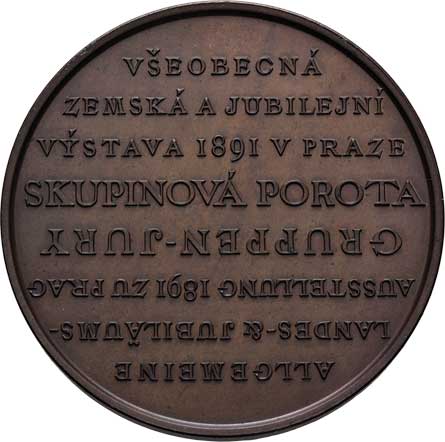 VŠEOBECNÁ
ZEMSKÁ A JUBILEJNÍ
VÝSTAVA 1891 V PRAZE
SKUPINOVÁ POROTA
ALLGEMEINE
LANDES-& JUBILÄUMS-
AUSSTELLUNG 1891 ZU PRAG
GRUPPEN-JURY